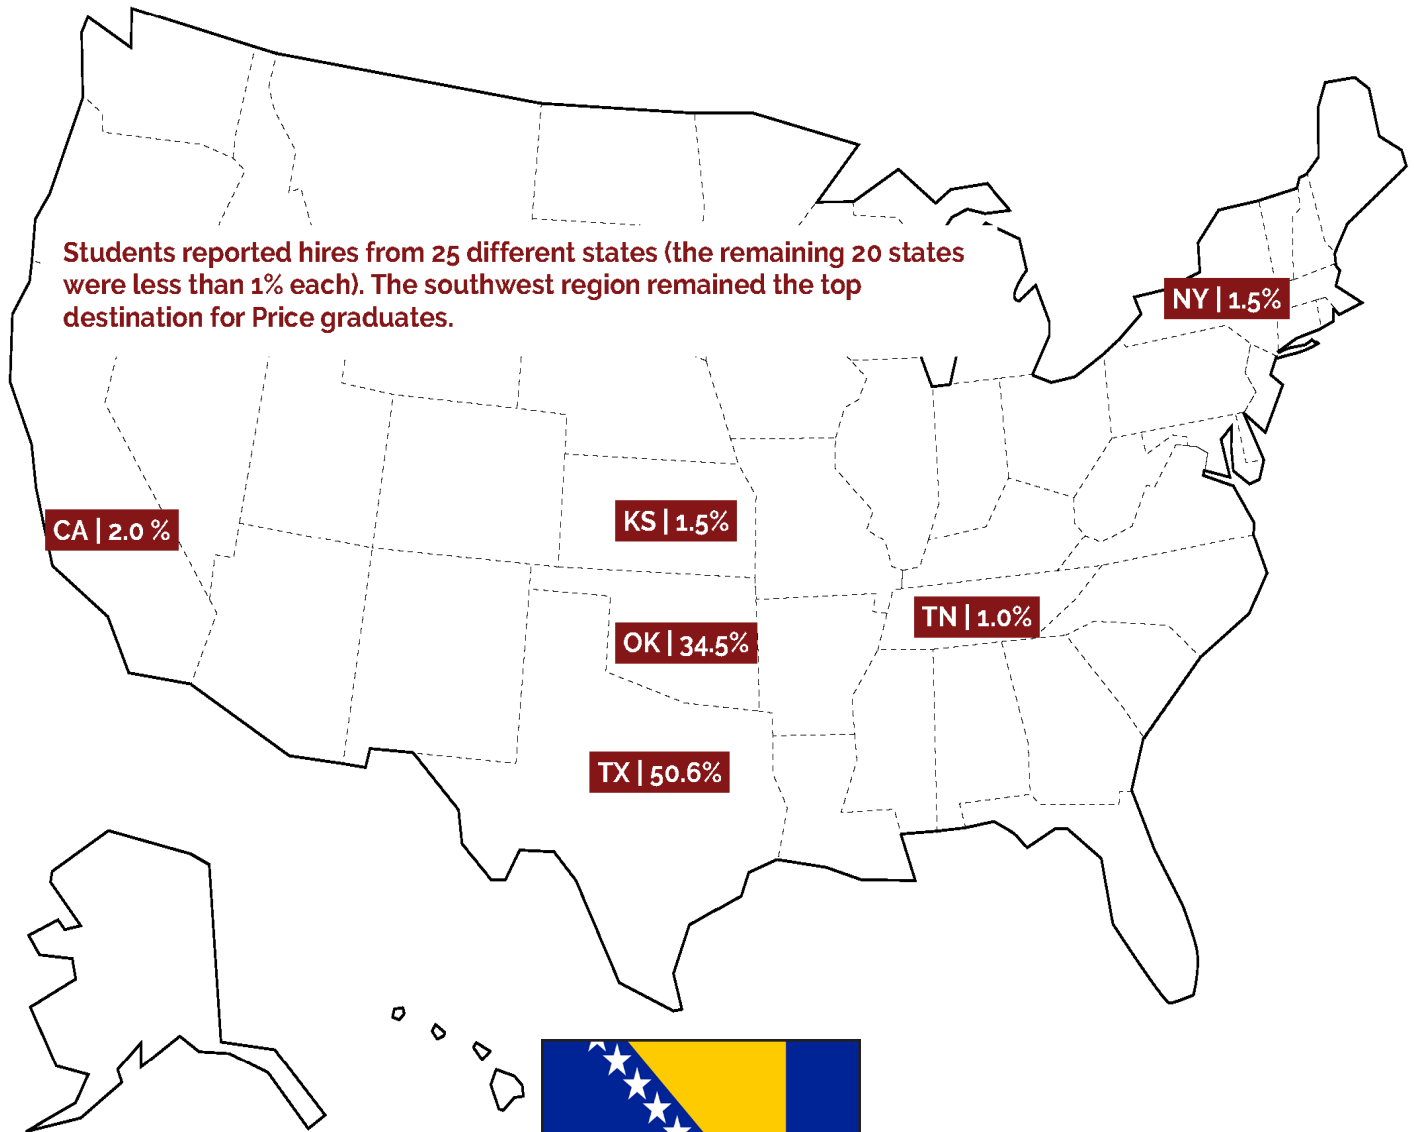 Students reported hires from 25 different states (the remaining 20 states
were less than 1% each). The southwest region remained the top
destination for Price graduates.
NY | 1.5%
CA | 2.0 %
KS | 1.5%
TN | 1.0%
OK | 34.5%
TX | 50.6%